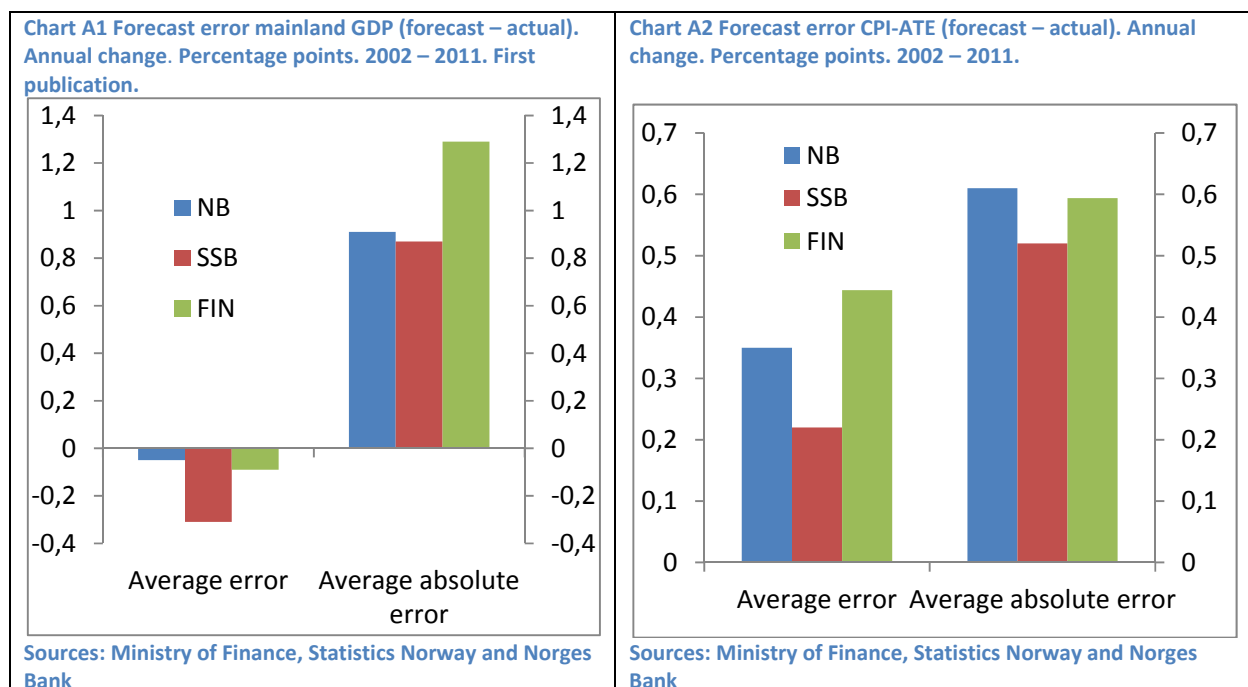 Chart A1 Forecast error mainland GDP (forecast – actual).
Annual change. Percentage points. 2002 – 2011. First
publication.
1,4
1,2
1
0,8
0,6
0,4
0,2
0
-0,2
-0,4
NB
SSB
FIN
1,4
1,2
1
0,8
0,6
0,4
0,2
0
-0,2
-0,4
Average error
Average absolute
error
Sources: Ministry of Finance, Statistics Norway and Norges
Bank
Chart A2 Forecast error CPI-ATE (forecast – actual). Annual
change. Percentage points. 2002 – 2011.
0,7
0,6
0,5
0,4
0,3
0,2
0,1
0
NB
SSB
FIN
0,7
0,6
0,5
0,4
0,3
0,2
0,1
0
Average error
Average absolute error
Sources: Ministry of Finance, Statistics Norway and Norges
Bank